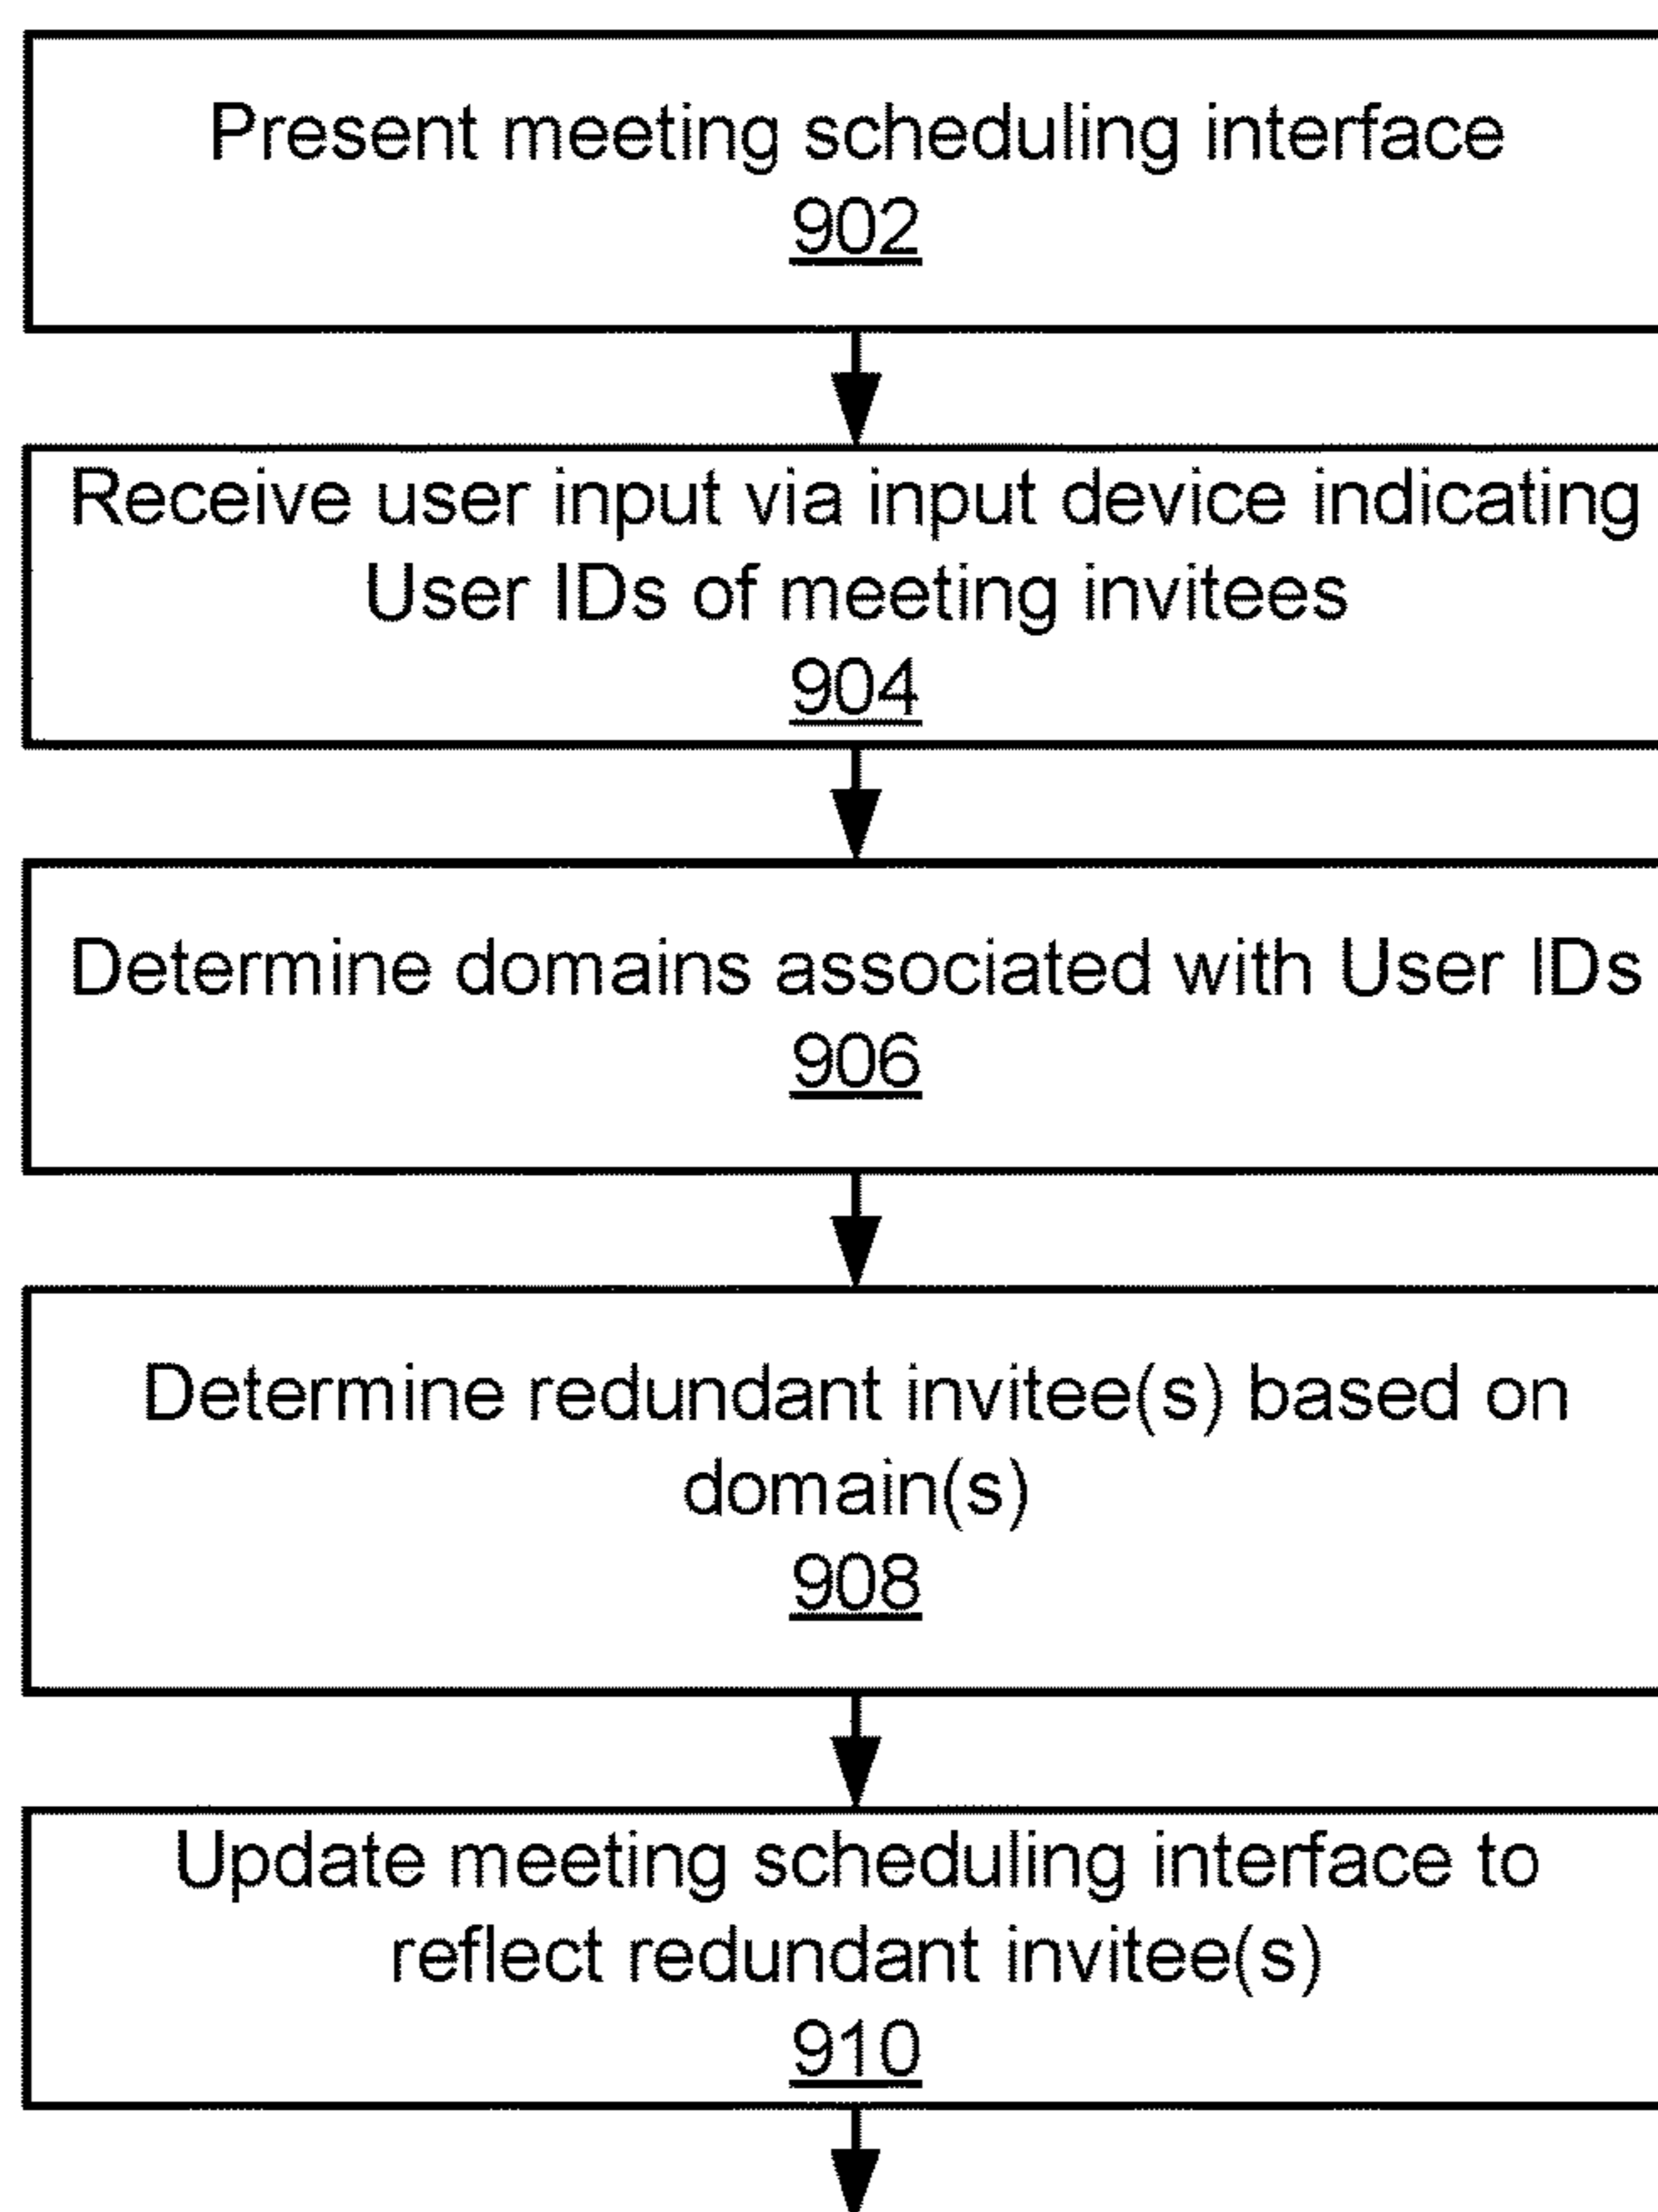 Present meeting scheduling interface
902
Receive user input via input device indicating
User IDs of meeting invitees
904
Determine domains associated with User IDs
906
Determine redundant invitee(s) based on
domain(s)
908
Update meeting scheduling interface to
reflect redundant invitee(s)
910